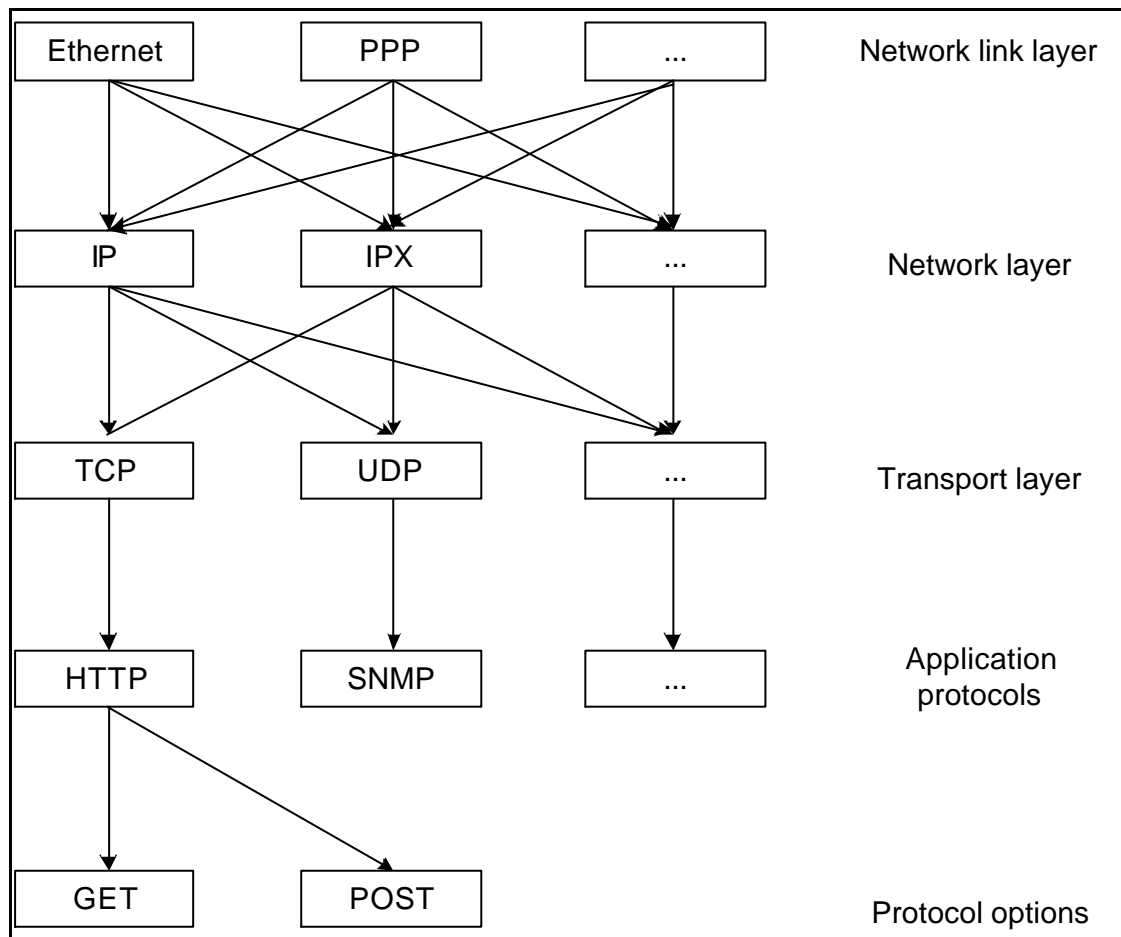 Ethernet
PPP
...
Network link layer
IP
IPX
...
Network layer
TCP
UDP
...
Transport layer
HTTP
SNMP
...
Application
protocols
GET
POST
Protocol options